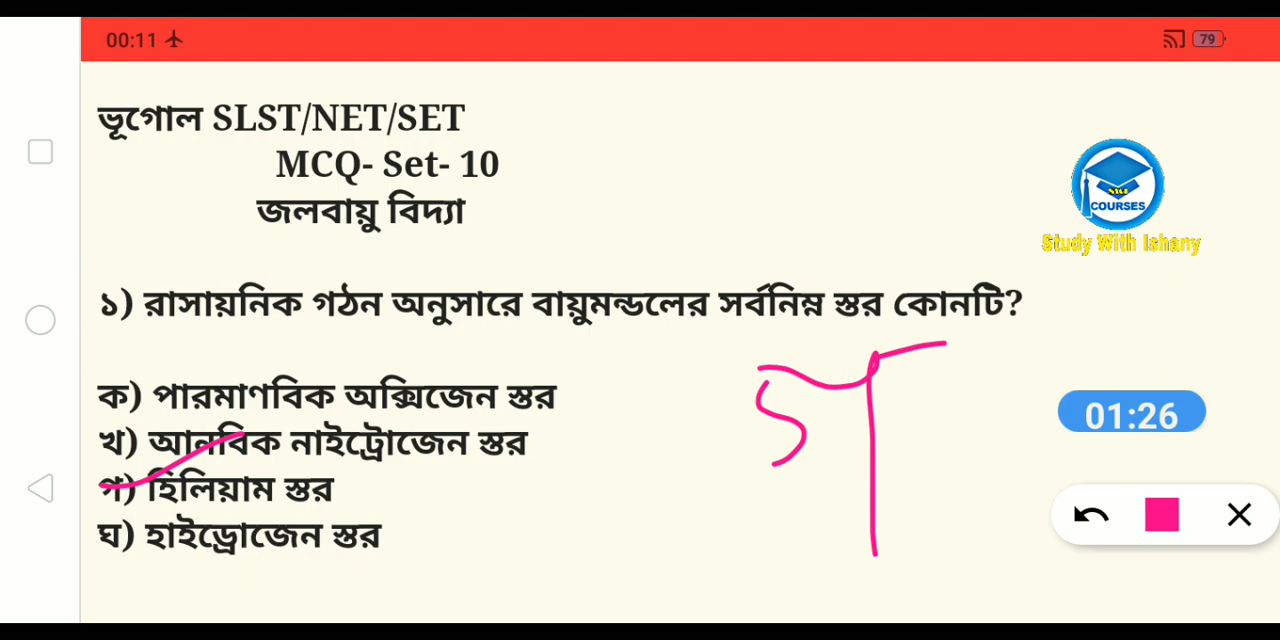 00:11
79
ভূগোল SLST/NET/SET
MCQ- Set- 10
জলবায়ু বিদ্যা
COURSES
Study With Ishany
১) রাসায়নিক গঠন অনুসারে বায়ুমন্ডলের সর্বনিম্ন স্তর কোনটি?
ক) পারমাণবিক অক্সিজেন স্তর
খ) আনবিক নাইট্রোজেন স্তর
গ) হিলিয়াম স্তর
ঘ) হাইড্রোজেন স্তর
01:26